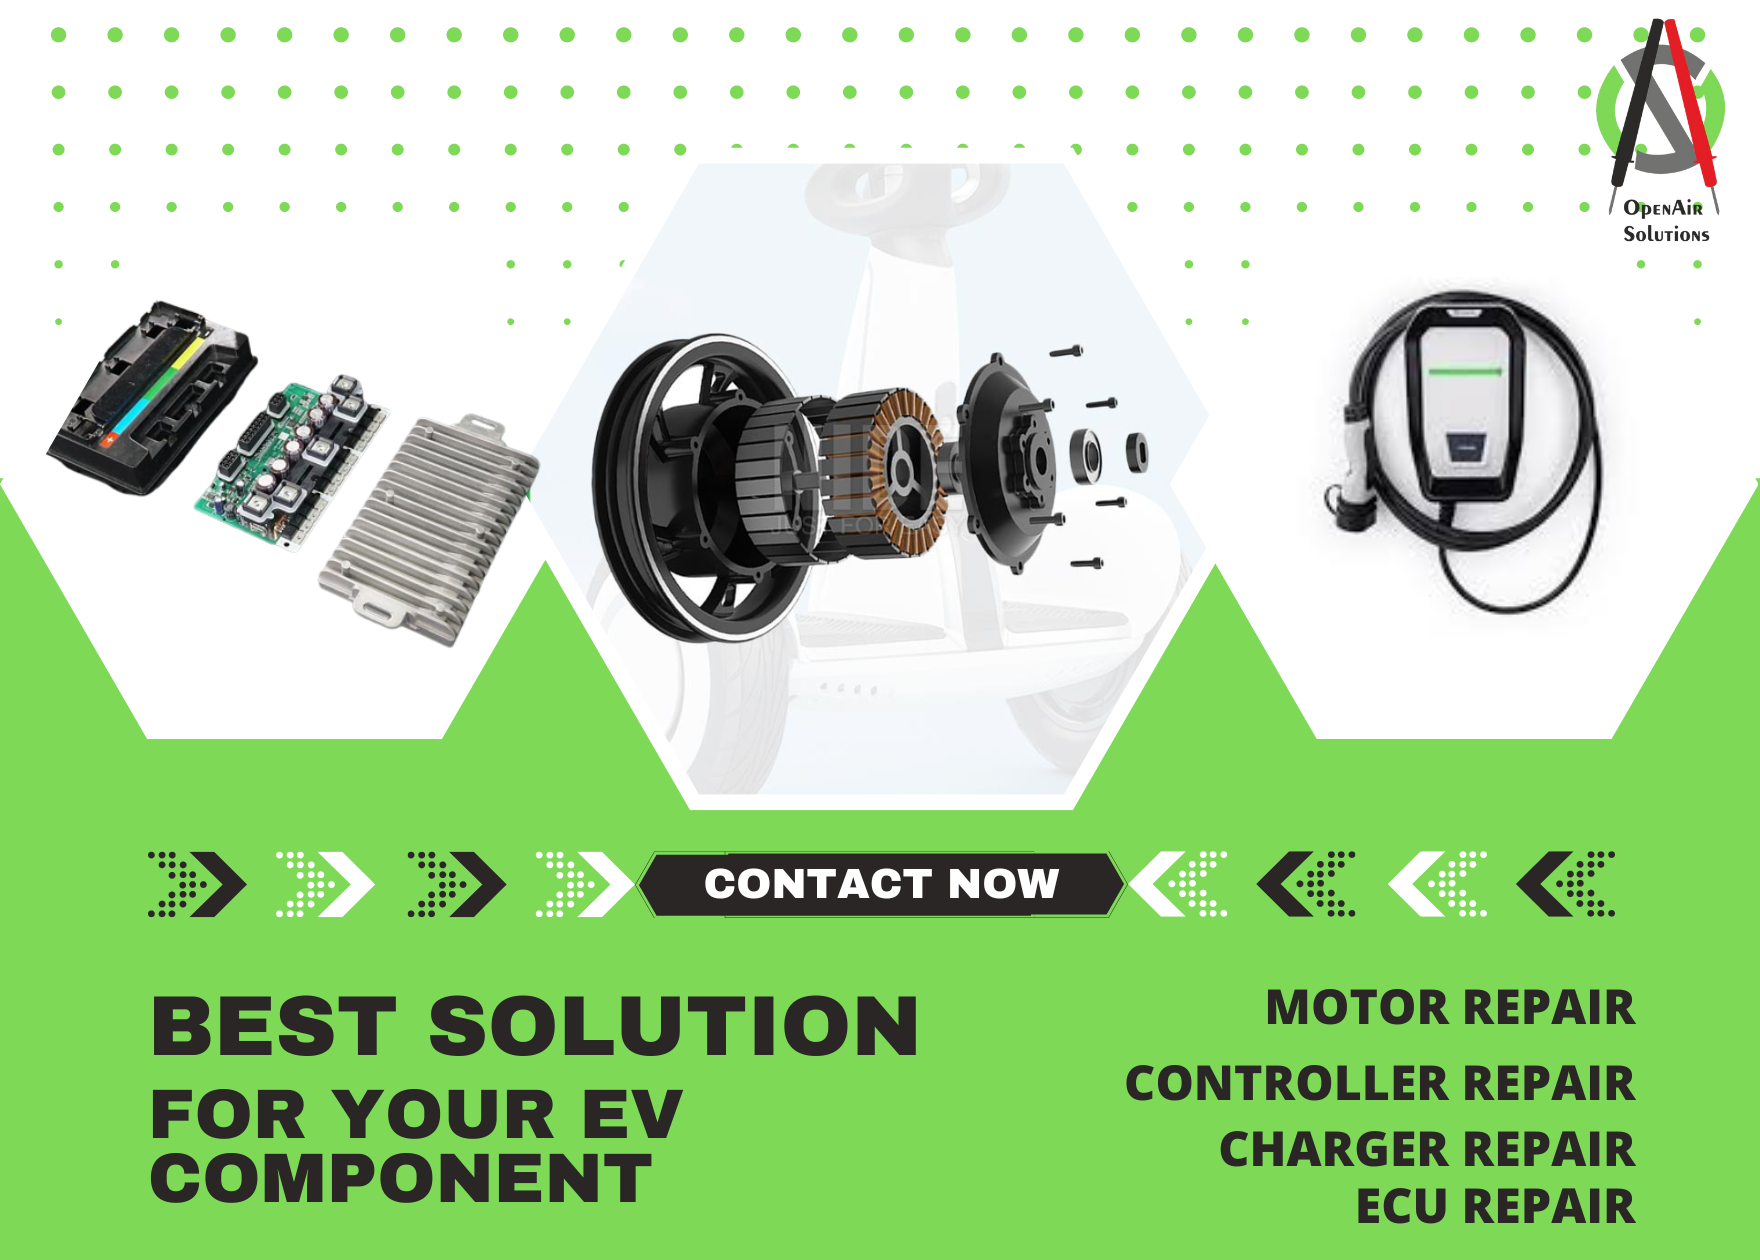 OpenAir
Solutions
CONTACT NOW
BEST SOLUTION
FOR YOUR EV
COMPONENT
MOTOR REPAIR
CONTROLLER REPAIR
CHARGER REPAIR
ECU REPAIR